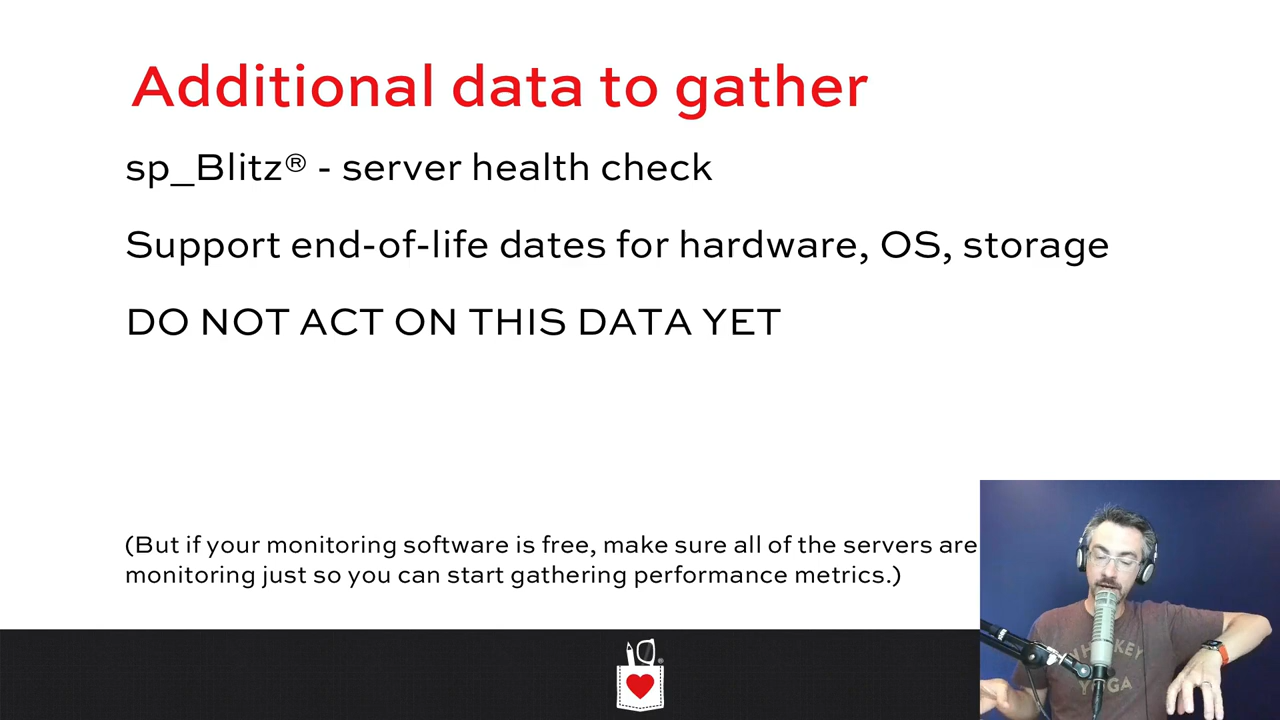 Additional data to gather
sp_Blitz® - server health check
Support end-of-life dates for hardware, OS, storage
DO NOT ACT ON THIS DATA YET
(But if your monitoring software is free, make sure all of the servers are
monitoring just so you can start gathering performance metrics.)
®
WHISKEY
YOGA